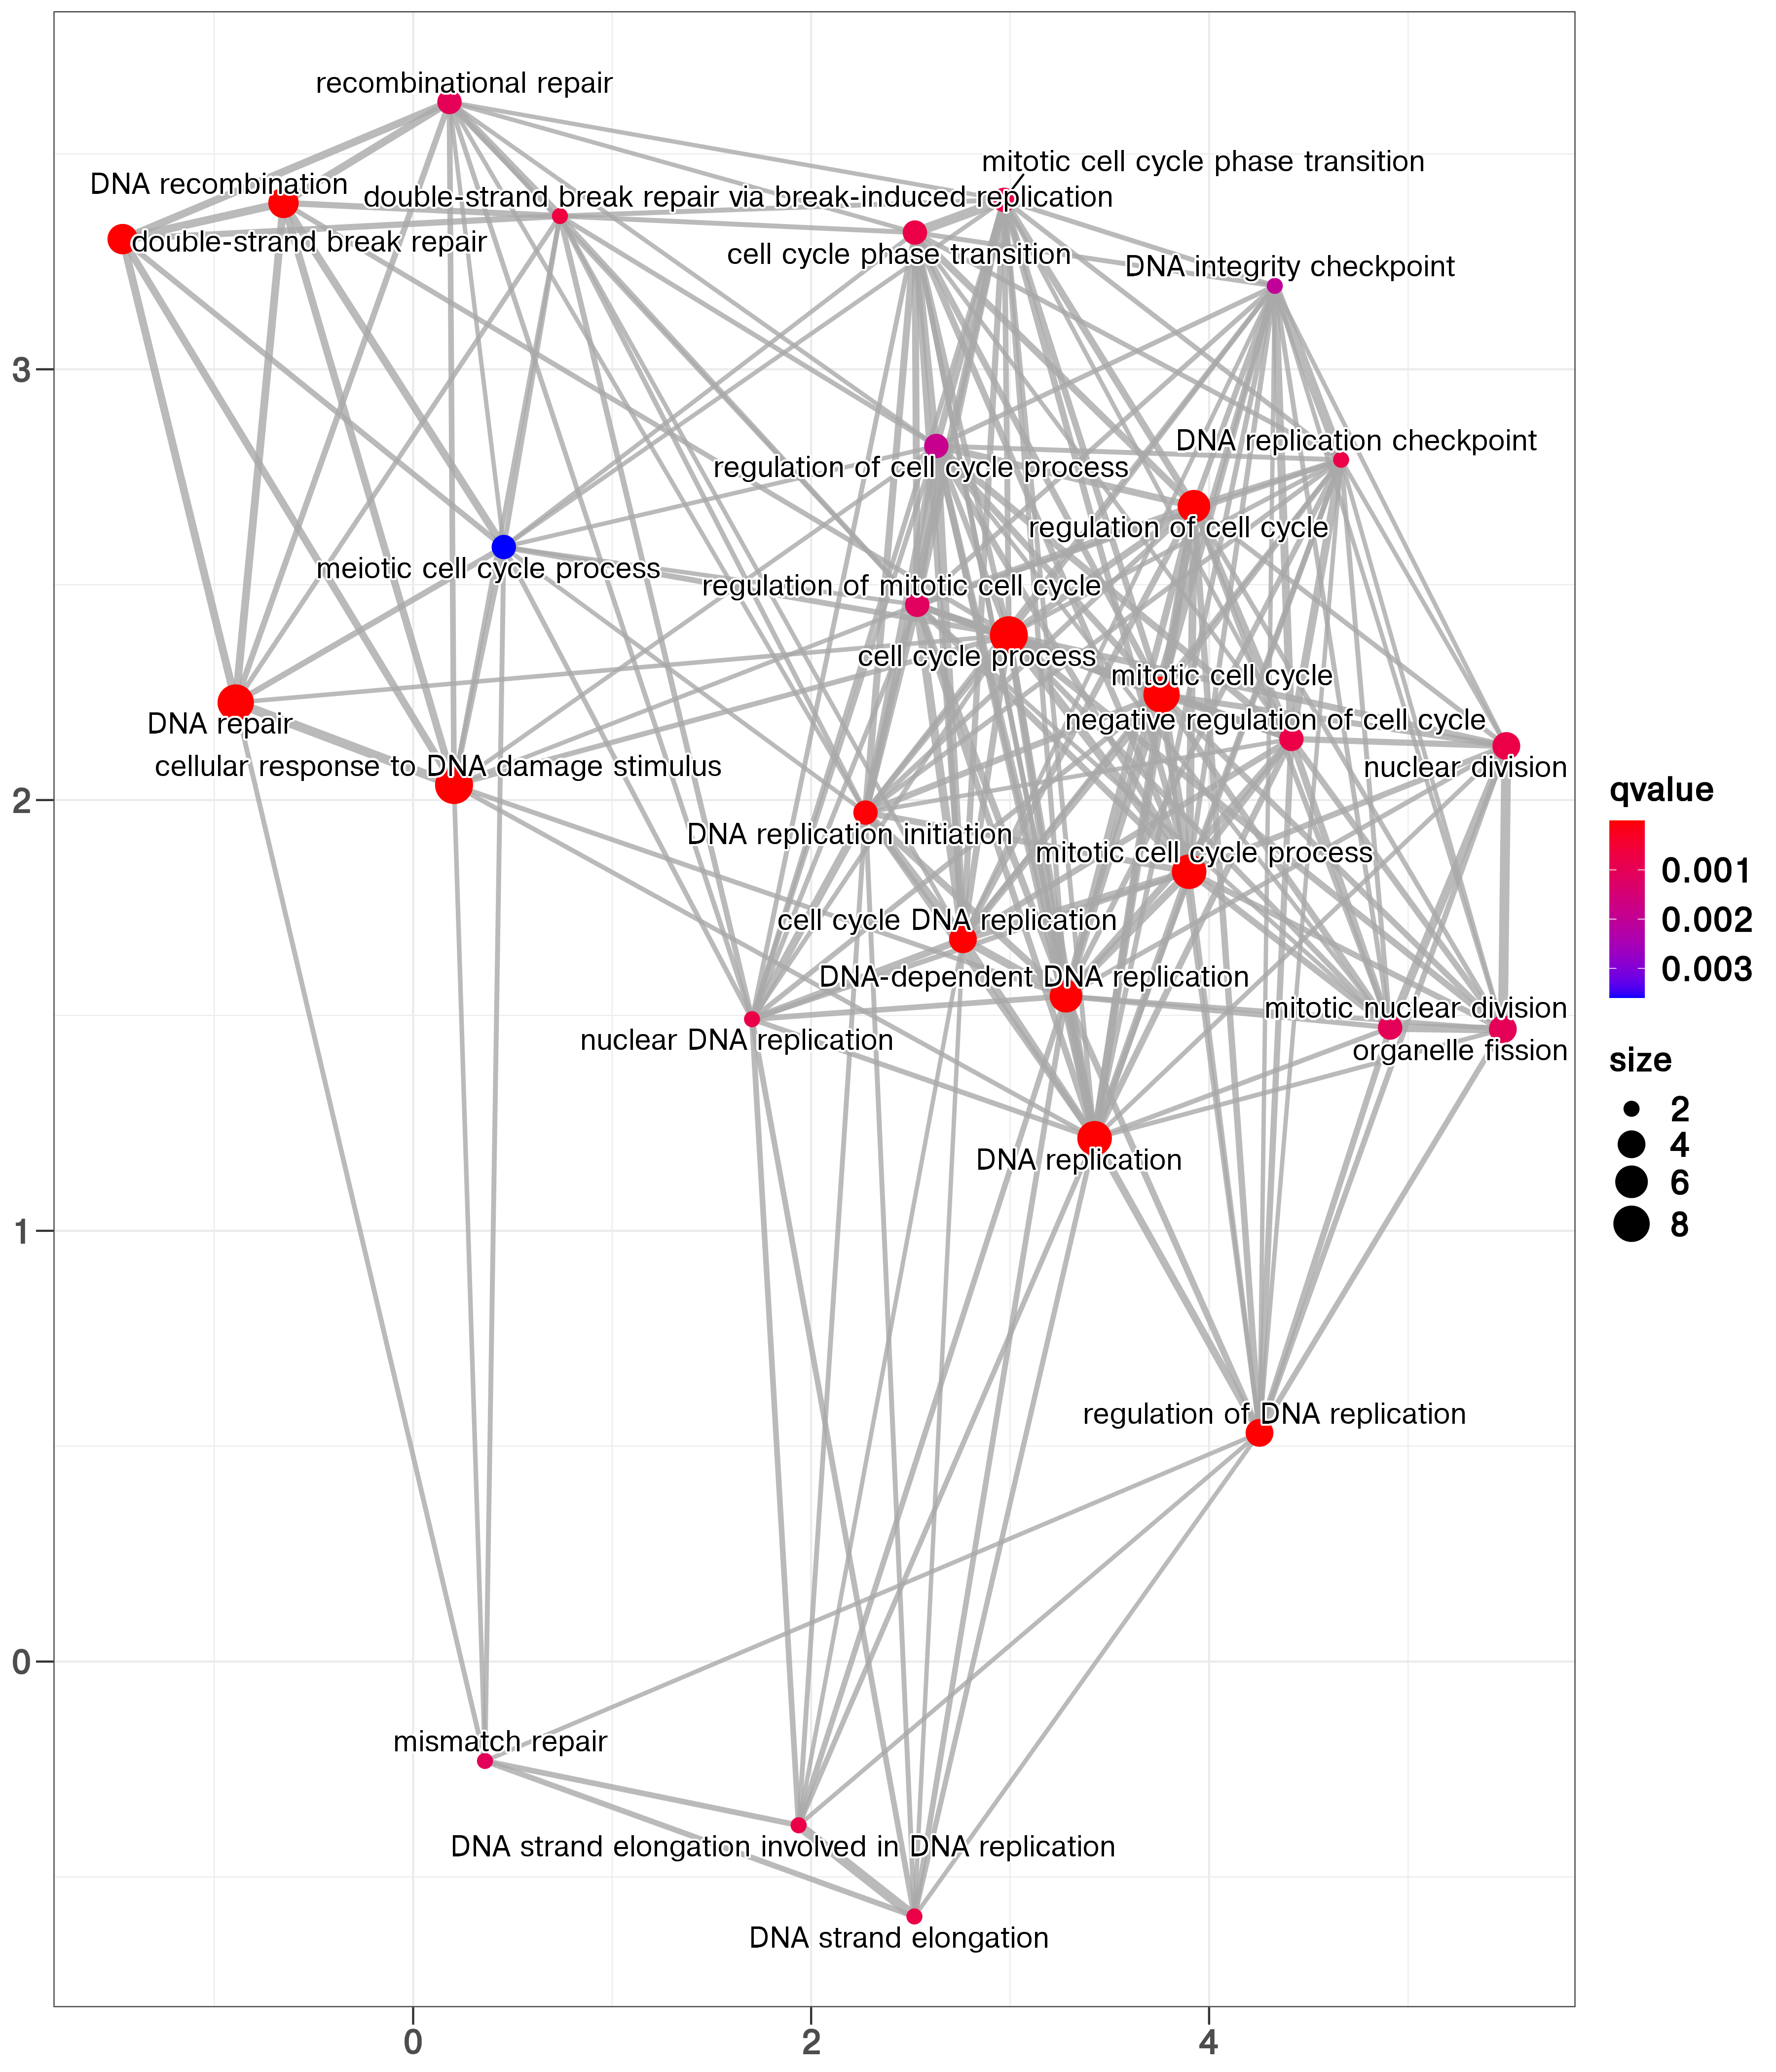 recombinational repair
mitotic cell cycle phase transition
DNA recombination
double-strand break repair via break-induced replication
double-strand break repair
cell cycle phase transition
DNA integrity checkpoint
3
DNA replication checkpoint
regulation of cell cycle process
regulation of cell cycle
meiotic cell cycle process
regulation of mitotic cell cycle
cell cycle process
mitotic cell cycle
DNA repair
negative regulation of cell cycle
cellular response to DNA damage stimulus
nuclear division
2
DNA replication initiation
mitotic cell cycle process
cell cycle DNA replication
DNA-dependent DNA replication
mitotic nuclear division
nuclear DNA replication
organelle fission
DNA replication
1
regulation of DNA replication
0
mismatch repair
DNA strand elongation involved in DNA replication
DNA strand elongation
0
2
4
qvalue
0.001
0.002
0.003
size
2
4
6
8